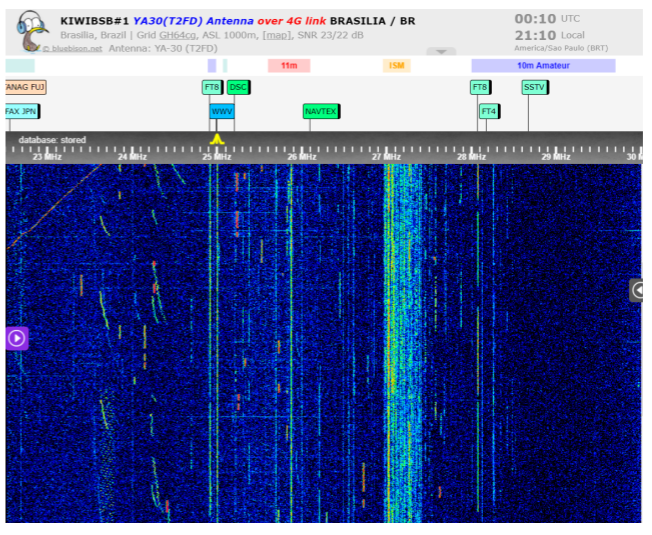 KIWIBSB#1 YA30(T2FD) Antenna over 4G link BRASILIA / BR
Brasilia, Brazil | Grid GH64cg, ASL 1000m, [map], SNR 23/22 dB
© bluebison.net Antenna: YA-30 (T2FD)
00:10 UTC
21:10 Local
America/Sao Paulo (BRT)
11m ISM 10m Amateur
ANAG FUJ FT8 DSC FT8 SSTV
FAX JPN WWV NAVTEX FT4
database: stored
23 MHz 24 MHz 25 MHz 26 MHz 27 MHz 28 MHz 29 MHz 30 M